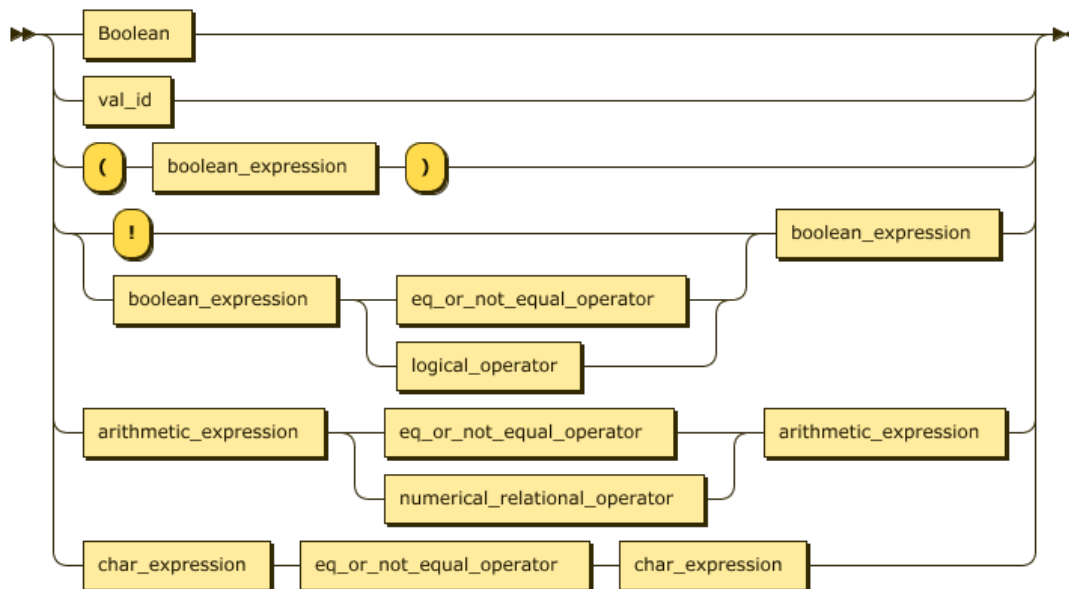 Boolean
val_id
( boolean_expression )
! boolean_expression
boolean_expression eq_or_not_equal_operator
logical_operator
arithmetic_expression eq_or_not_equal_operator arithmetic_expression
numerical_relational_operator
char_expression eq_or_not_equal_operator char_expression